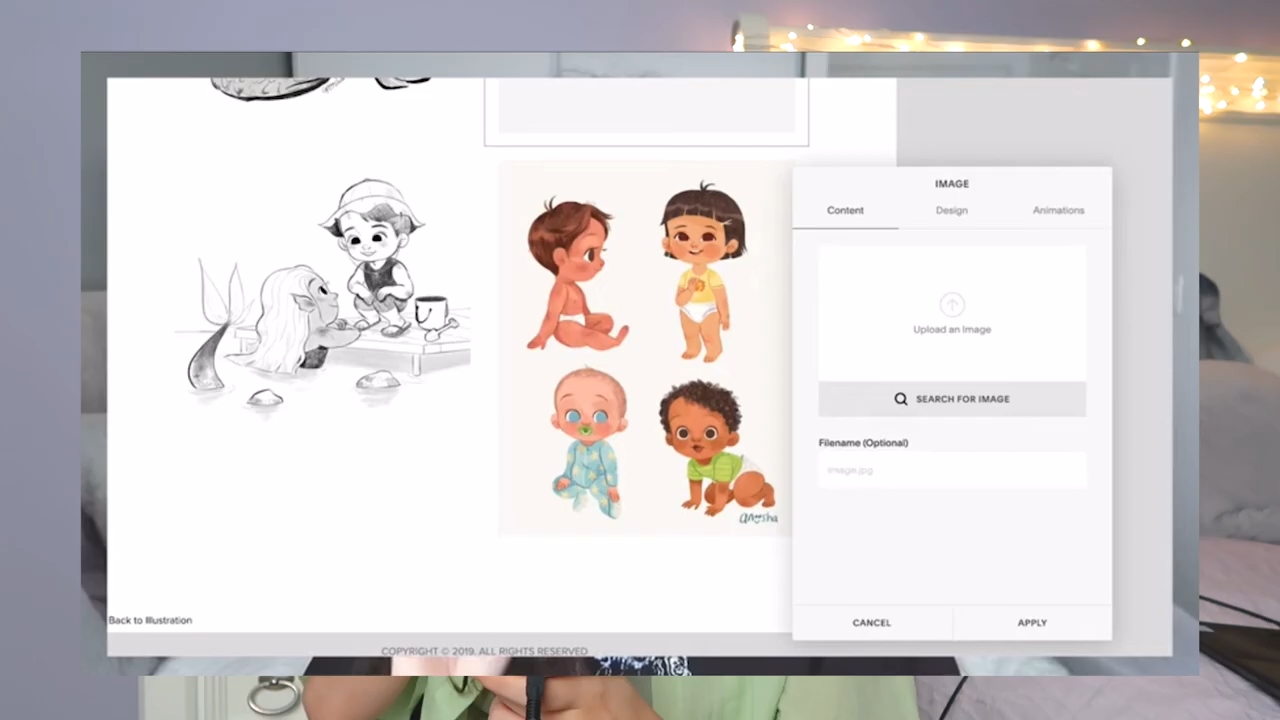 IMAGE
Content
Design
Animations
Upload an Image
SEARCH FOR IMAGE
Filename (Optional)
image.jpg
anosha
Back to Illustration
CANCEL
APPLY
COPYRIGHT © 2019. ALL RIGHTS RESERVED